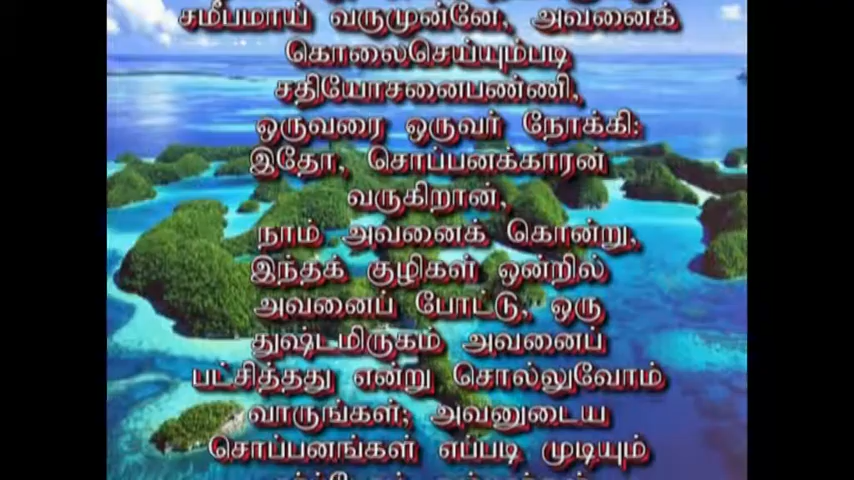 சமீபமாய் வருமுன்னே, அவனைக்
கொலைசெய்யும்படி
சதியோசனைபண்ணி,
ஒருவரை ஒருவர் நோக்கி:
இதோ, சொப்பனக்காரன்
வருகிறான்,
நாம் அவனைக் கொன்று,
இந்தக் குழிகள் ஒன்றில்
அவனைப் போட்டு, ஒரு
துஷ்டமிருகம் அவனைப்
பட்சித்தது என்று சொல்லுவோம்
வாருங்கள்; அவனுடைய
சொப்பனங்கள் எப்படி முடியும்